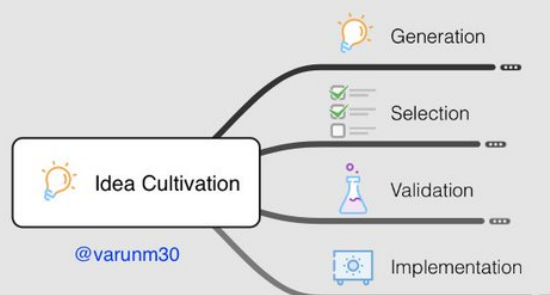 Generation
Selection
Idea Cultivation
Validation
@varunm30
Implementation